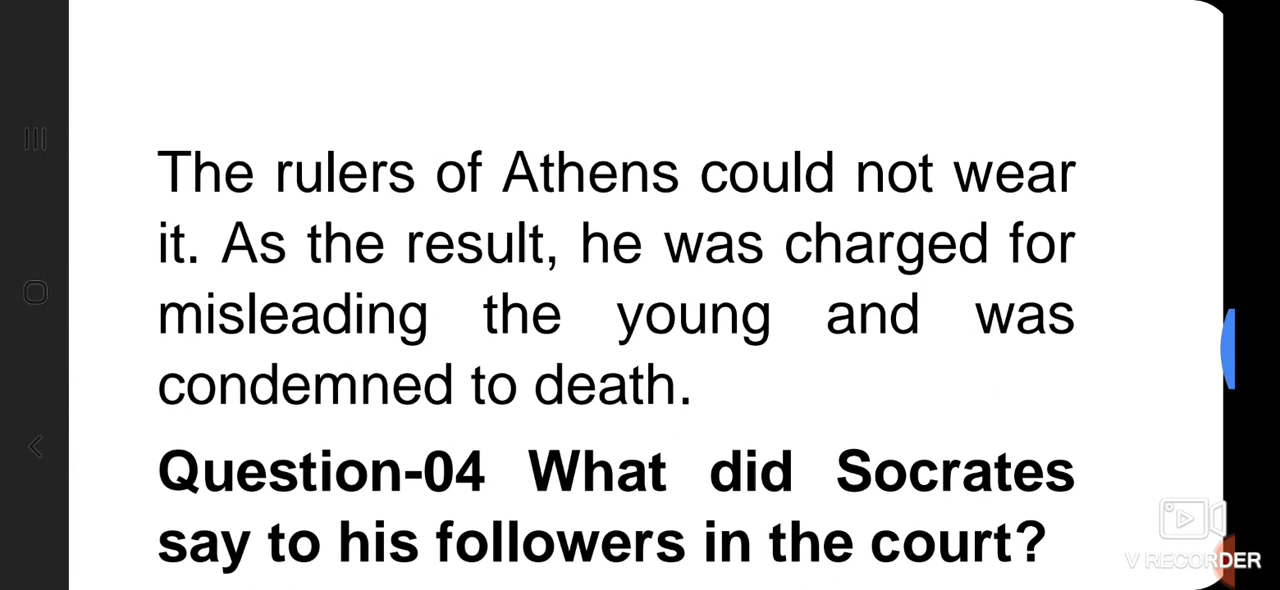 The rulers of Athens could not wear
it. As the result, he was charged for
misleading the young and was
condemned to death.
Question-04 What did Socrates
say to his followers in the court?
V RECORDER